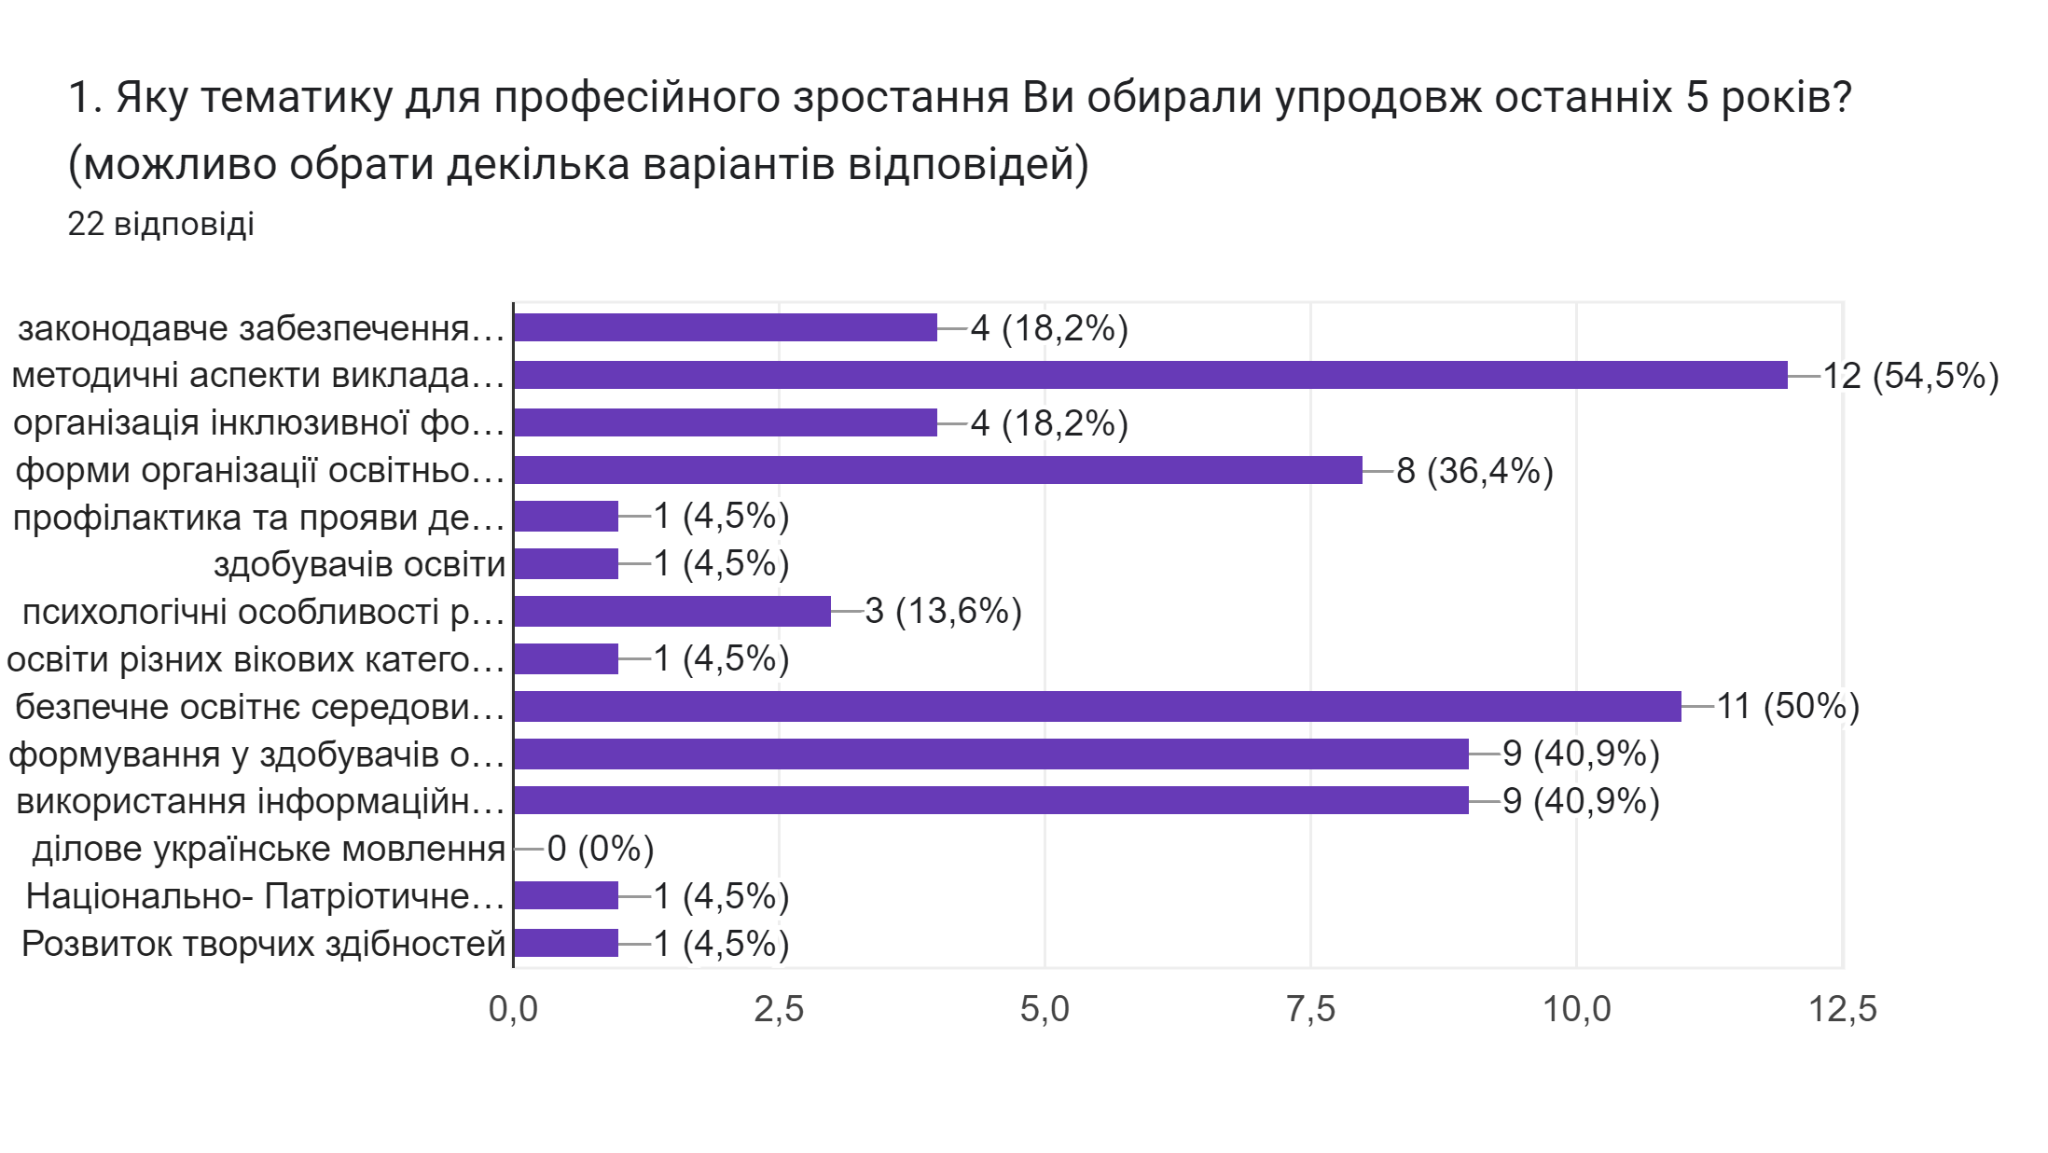 1. Яку тематику для професійного зростання Ви обирали упродовж останніх 5 років?
(можливо обрати декілька варіантів відповідей)
22 відповіді
законодавче забезпечення… 4 (18,2%)
методичні аспекти виклада… 12 (54,5%)
організація інклюзивної фо… 4 (18,2%)
форми організації освітньо… 8 (36,4%)
профілактика та прояви де… 1 (4,5%)
здобувачів освіти 1 (4,5%)
психологічні особливості р… 3 (13,6%)
освіти різних вікових катего… 1 (4,5%)
безпечне освітнє середови… 11 (50%)
формування у здобувачів о… 9 (40,9%)
використання інформаційн… 9 (40,9%)
ділове українське мовлення 0 (0%)
Національно- Патріотичне… 1 (4,5%)
Розвиток творчих здібностей 1 (4,5%)
0,0 2,5 5,0 7,5 10,0 12,5